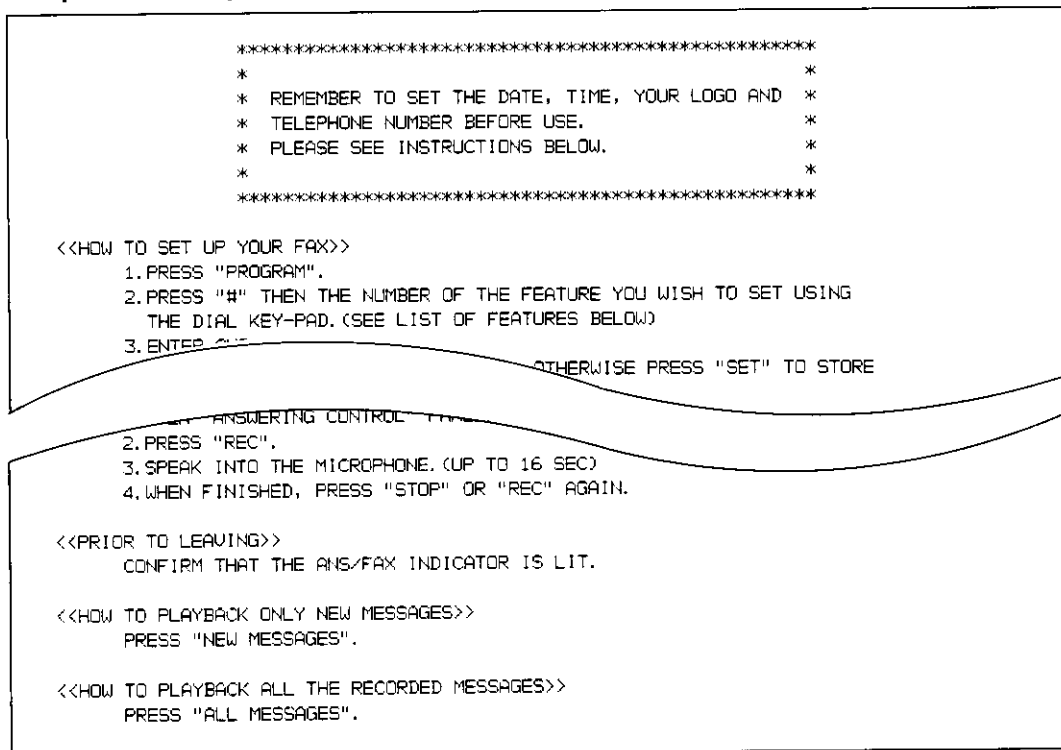 ****************************************************
* *
* REMEMBER TO SET THE DATE, TIME, YOUR LOGO AND *
* TELEPHONE NUMBER BEFORE USE. *
* PLEASE SEE INSTRUCTIONS BELOW. *
* *
****************************************************
<<HOW TO SET UP YOUR FAX>>
1.PRESS "PROGRAM".
2.PRESS "#" THEN THE NUMBER OF THE FEATURE YOU WISH TO SET USING
THE DIAL KEY-PAD.(SEE LIST OF FEATURES BELOW)
3.ENTER
OTHERWISE PRESS "SET" TO STORE
ANSWERING CONTROL
2.PRESS "REC".
3.SPEAK INTO THE MICROPHONE.(UP TO 16 SEC)
4.WHEN FINISHED, PRESS "STOP" OR "REC" AGAIN.
<<PRIOR TO LEAVING>>
CONFIRM THAT THE ANS/FAX INDICATOR IS LIT.
<<HOW TO PLAYBACK ONLY NEW MESSAGES>>
PRESS "NEW MESSAGES".
<<HOW TO PLAYBACK ALL THE RECORDED MESSAGES>>
PRESS "ALL MESSAGES".